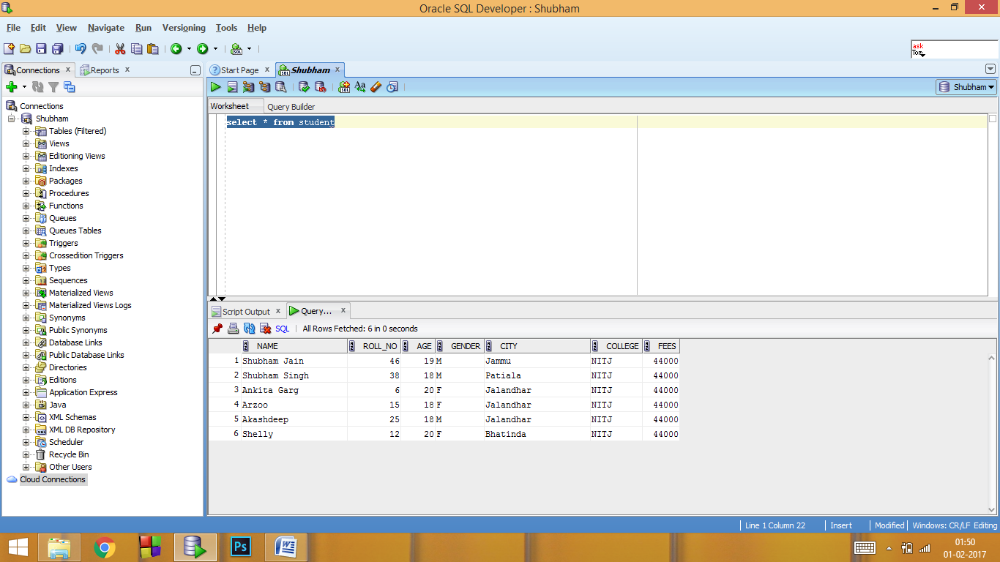 Oracle SQL Developer : Shubham
File Edit View Navigate Run Versioning Tools Help
ask
Tom
Connections x Reports x
Start Page x Shubham x
Shubham
Worksheet Query Builder
select * from student
Connections
Shubham
Tables (Filtered)
Views
Editioning Views
Indexes
Packages
Procedures
Functions
Queues
Queues Tables
Triggers
Crossedition Triggers
Types
Sequences
Materialized Views
Materialized Views Logs
Synonyms
Public Synonyms
Database Links
Public Database Links
Directories
Editions
Application Express
Java
XML Schemas
XML DB Repository
Scheduler
Recycle Bin
Other Users
Cloud Connections
Script Output x Query... x
SQL | All Rows Fetched: 6 in 0 seconds
NAME ROLL_NO AGE GENDER CITY COLLEGE FEES
1 Shubham Jain 46 19 M Jammu NITJ 44000
2 Shubham Singh 38 18 M Patiala NITJ 44000
3 Ankita Garg 6 20 F Jalandhar NITJ 44000
4 Arzoo 15 18 F Jalandhar NITJ 44000
5 Akashdeep 25 18 M Jalandhar NITJ 44000
6 Shelly 12 20 F Bhatinda NITJ 44000
Line 1 Column 22 | Insert | Modified | Windows: CR/LF Editing
Ps
01:50
01-02-2017